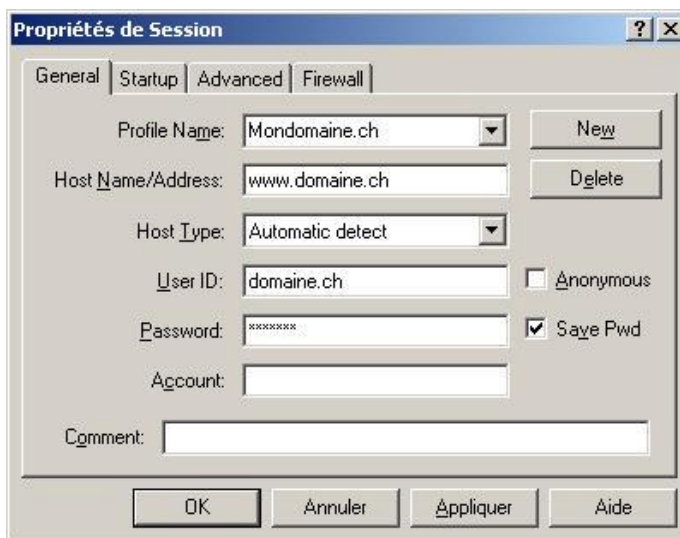 Propriétés de Session
General Startup Advanced Firewall
Profile Name: Mondomaine.ch New
Host Name/Address: www.domaine.ch Delete
Host Type: Automatic detect
User ID: domaine.ch Anonymous
Password: ******* Save Pwd
Account:
Comment:
OK Annuler Appliquer Aide